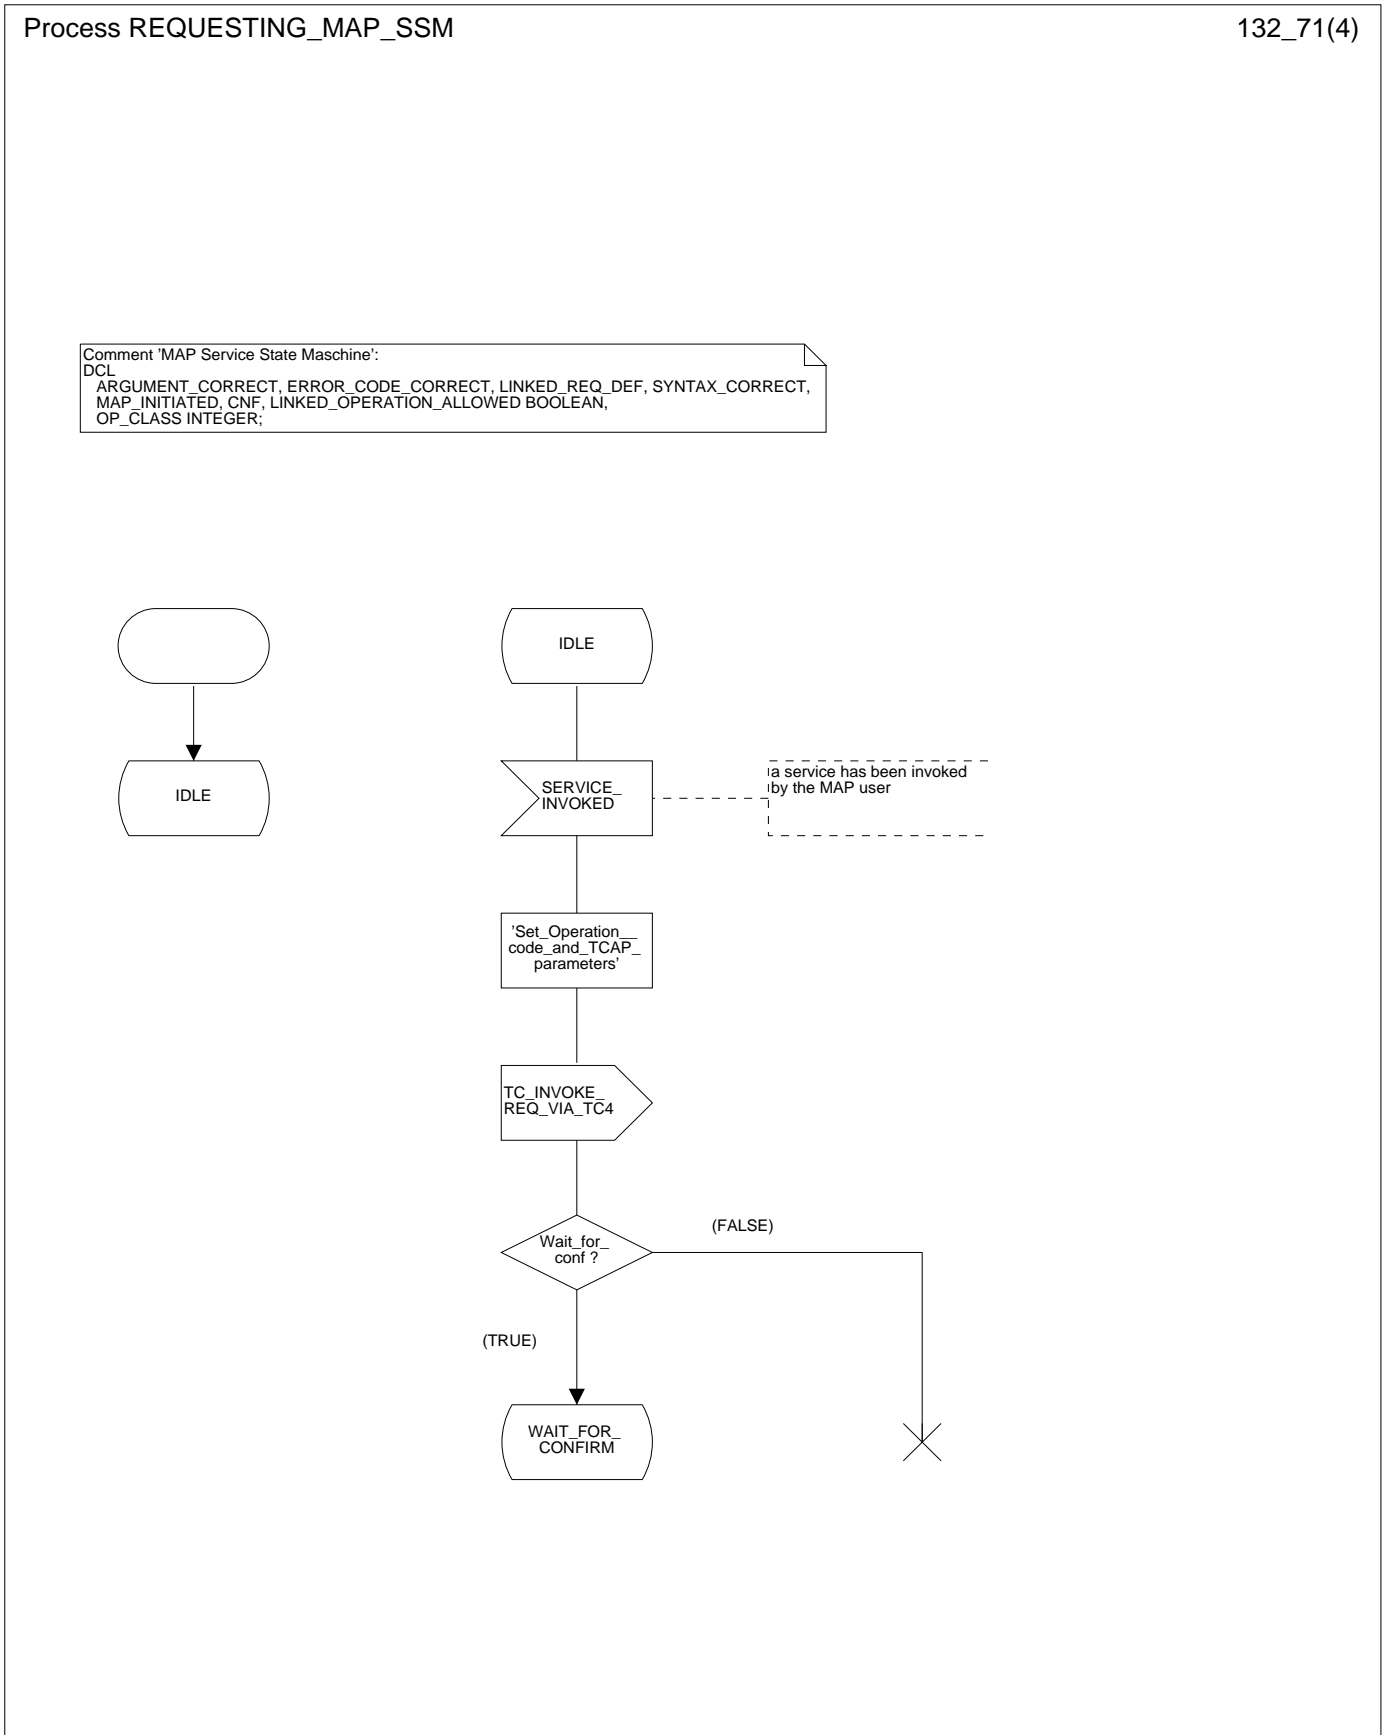 Process REQUESTING_MAP_SSM
132_71(4)
Comment ’MAP Service State Maschine’:
DCL
ARGUMENT_CORRECT, ERROR_CODE_CORRECT, LINKED_REQ_DEF, SYNTAX_CORRECT,
MAP_INITIATED, CNF, LINKED_OPERATION_ALLOWED BOOLEAN,
OP_CLASS INTEGER;
IDLE
IDLE
SERVICE_
INVOKED
a service has been invoked
by the MAP user
’Set_Operation__
code_and_TCAP_
parameters’
TC_INVOKE_
REQ_VIA_TC4
Wait_for_
conf ?
(FALSE)
(TRUE)
WAIT_FOR_
CONFIRM